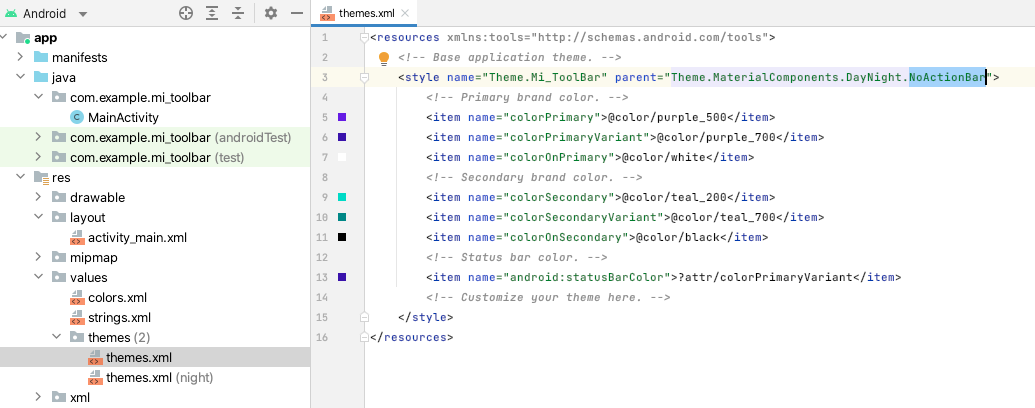 Android
app
manifests
java
com.example.mi_toolbar
MainActivity
com.example.mi_toolbar (androidTest)
com.example.mi_toolbar (test)
res
drawable
layout
activity_main.xml
mipmap
values
colors.xml
strings.xml
themes (2)
themes.xml
themes.xml (night)
xml
themes.xml
1 <resources xmlns:tools="http://schemas.android.com/tools">
2 <!-- Base application theme. -->
3 <style name="Theme.Mi_ToolBar" parent="Theme.MaterialComponents.DayNight.NoActionBar">
4 <!-- Primary brand color. -->
5 <item name="colorPrimary">@color/purple_500</item>
6 <item name="colorPrimaryVariant">@color/purple_700</item>
7 <item name="colorOnPrimary">@color/white</item>
8 <!-- Secondary brand color. -->
9 <item name="colorSecondary">@color/teal_200</item>
10 <item name="colorSecondaryVariant">@color/teal_700</item>
11 <item name="colorOnSecondary">@color/black</item>
12 <!-- Status bar color. -->
13 <item name="android:statusBarColor">?attr/colorPrimaryVariant</item>
14 <!-- Customize your theme here. -->
15 </style>
16 </resources>